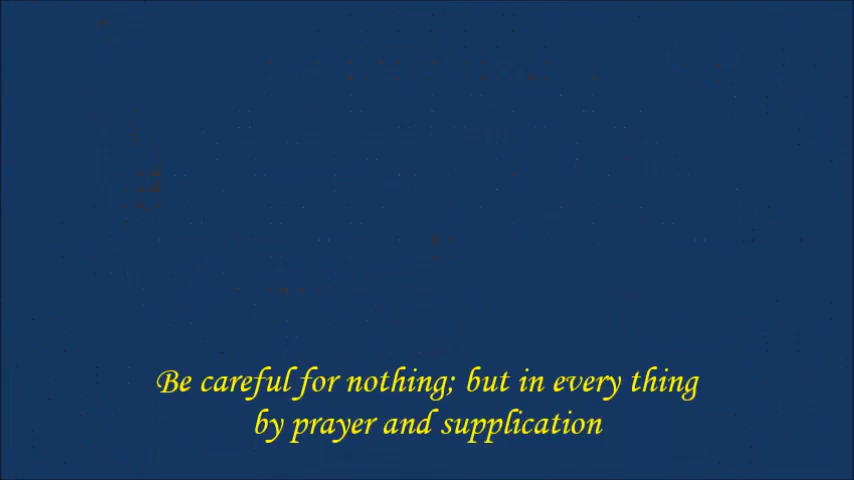 Be careful for nothing; but in every thing
by prayer and supplication